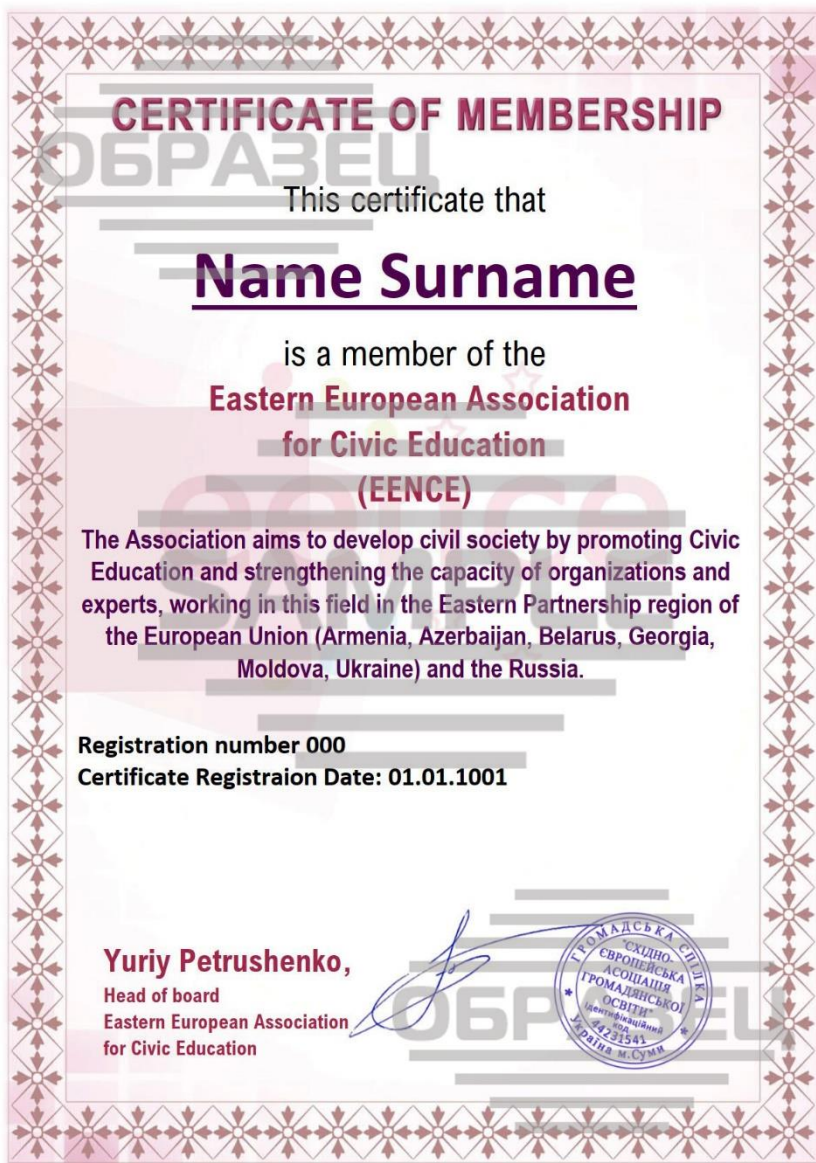 CERTIFICATE OF MEMBERSHIP
ОБРАЗЕЦ
This certificate that
Name Surname
is a member of the
Eastern European Association
for Civic Education
(EENCE)
eence
SAMPLE
The Association aims to develop civil society by promoting Civic
Education and strengthening the capacity of organizations and
experts, working in this field in the Eastern Partnership region of
the European Union (Armenia, Azerbaijan, Belarus, Georgia,
Moldova, Ukraine) and the Russia.
Registration number 000
Certificate Registraion Date: 01.01.1001
Yuriy Petrushenko,
Head of board
Eastern European Association
for Civic Education
ОБРАЗЕЦ
ГРОМАДСЬКА СПІЛКА
"СХІДНО-
ЄВРОПЕЙСЬКА
АСОЦІАЦІЯ
ГРОМАДЯНСЬКОЇ
ОСВІТИ"
Ідентифікаційний
код
44231541
Україна м.Суми